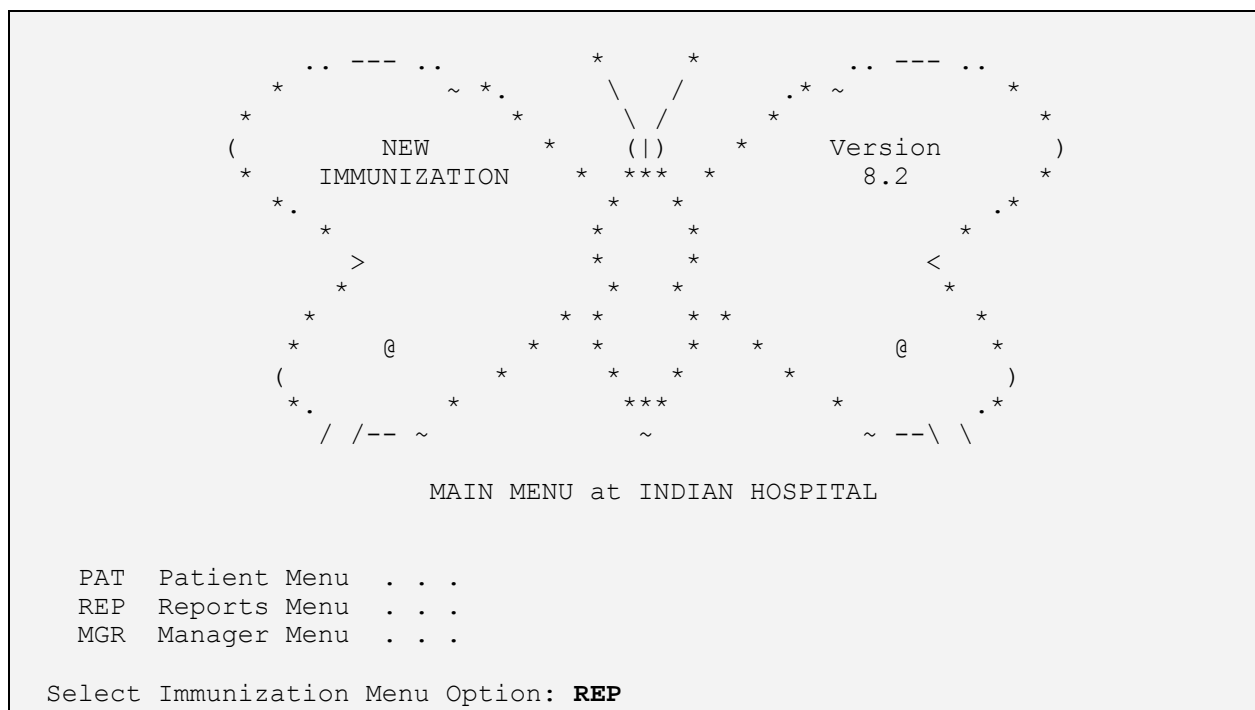 NEW Version
IMMUNIZATION 8.2
MAIN MENU at INDIAN HOSPITAL
PAT Patient Menu . . .
REP Reports Menu . . .
MGR Manager Menu . . .
Select Immunization Menu Option: REP